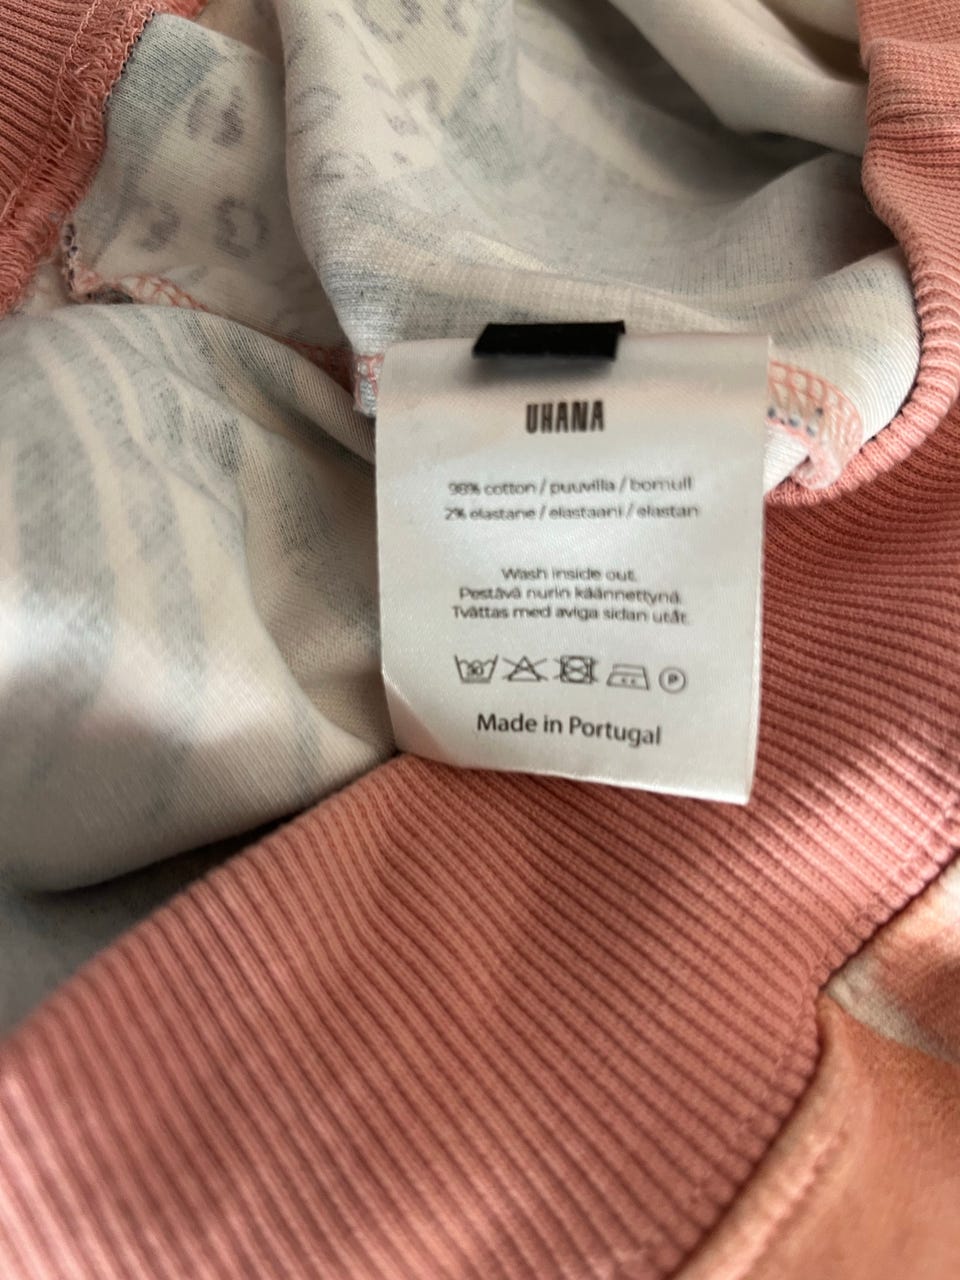 UHANA
98% cotton / puuvilla / bomull
2% elastane / elastaani / elastan
Wash inside out.
Pestävä nurin käännettynä.
Tvättas med aviga sidan utåt.
30 P
Made in Portugal